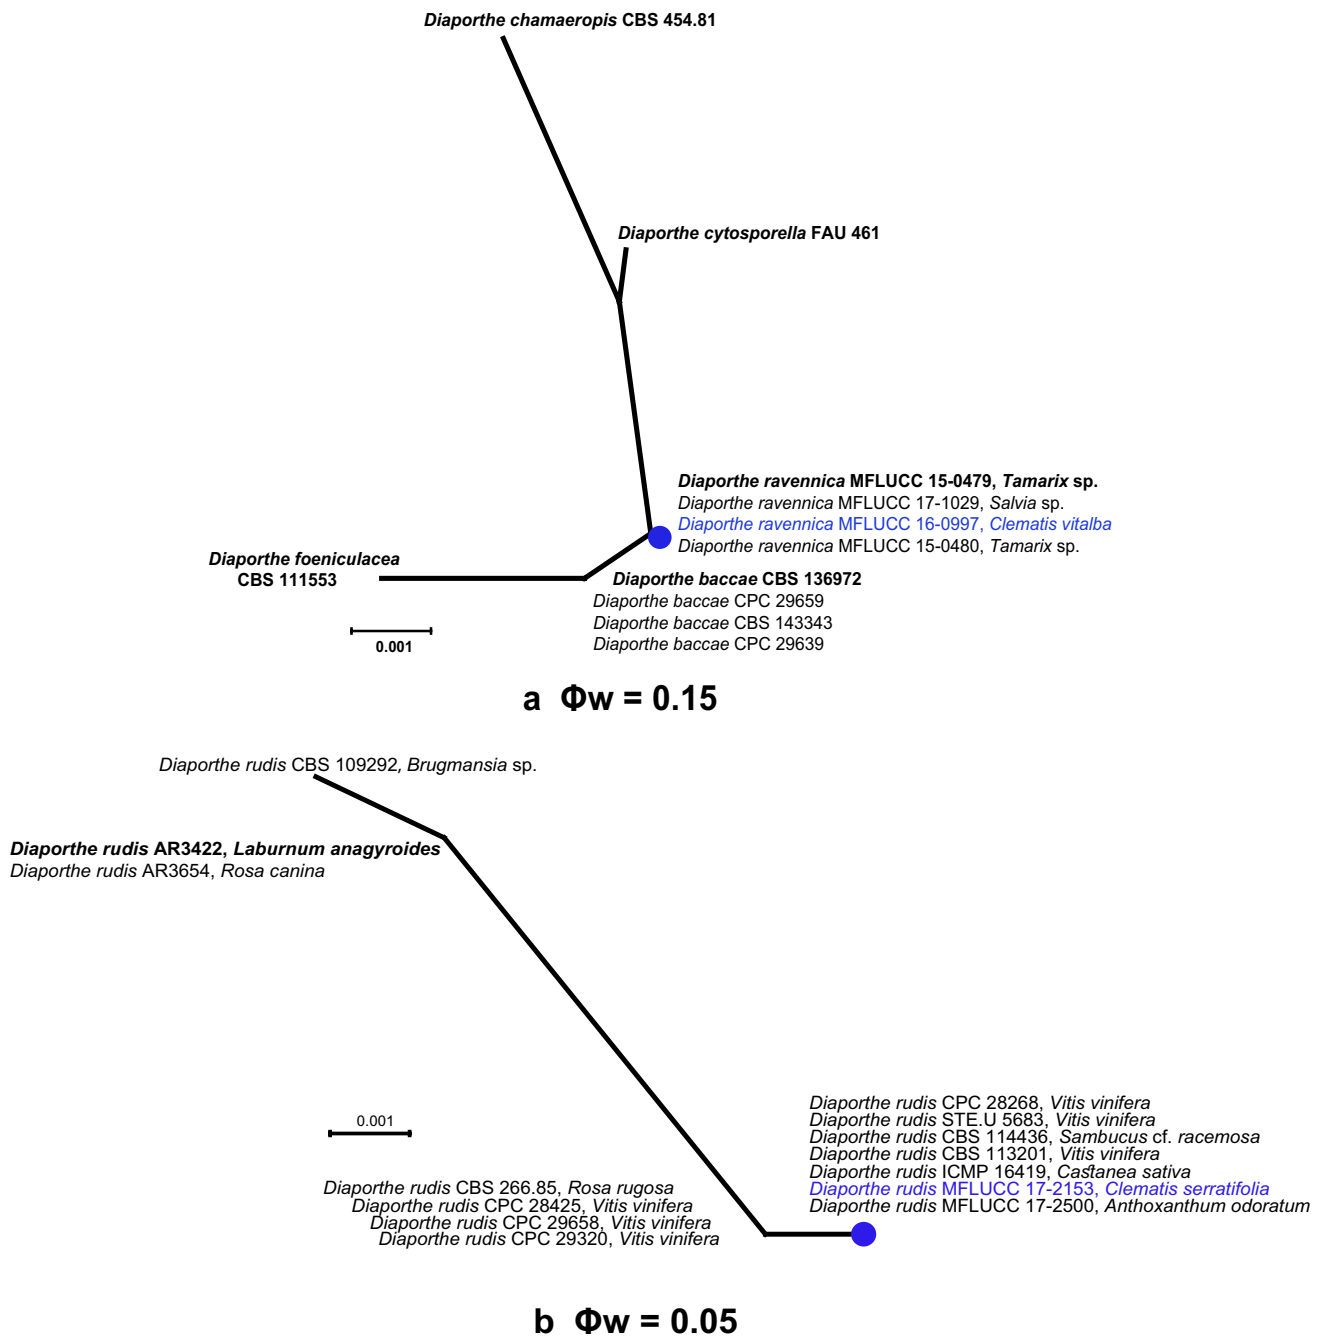 Diaporthe chamaeropis CBS 454.81
Diaporthe cytosporella FAU 461
Diaporthe ravennica MFLUCC 15-0479, Tamarix sp.
Diaporthe ravennica MFLUCC 17-1029, Salvia sp.
Diaporthe ravennica MFLUCC 16-0997, Clematis vitalba
Diaporthe ravennica MFLUCC 15-0480, Tamarix sp.
Diaporthe foeniculacea
CBS 111553
Diaporthe baccae CBS 136972
Diaporthe baccae CPC 29659
Diaporthe baccae CBS 143343
Diaporthe baccae CPC 29639
0.001
a Φw = 0.15
Diaporthe rudis CBS 109292, Brugmansia sp.
Diaporthe rudis AR3422, Laburnum anagyroides
Diaporthe rudis AR3654, Rosa canina
0.001
Diaporthe rudis CPC 28268, Vitis vinifera
Diaporthe rudis STE.U 5683, Vitis vinifera
Diaporthe rudis CBS 114436, Sambucus cf. racemosa
Diaporthe rudis CBS 113201, Vitis vinifera
Diaporthe rudis ICMP 16419, Castanea sativa
Diaporthe rudis MFLUCC 17-2153, Clematis serratifolia
Diaporthe rudis MFLUCC 17-2500, Anthoxanthum odoratum
Diaporthe rudis CBS 266.85, Rosa rugosa
Diaporthe rudis CPC 28425, Vitis vinifera
Diaporthe rudis CPC 29658, Vitis vinifera
Diaporthe rudis CPC 29320, Vitis vinifera
b Φw = 0.05